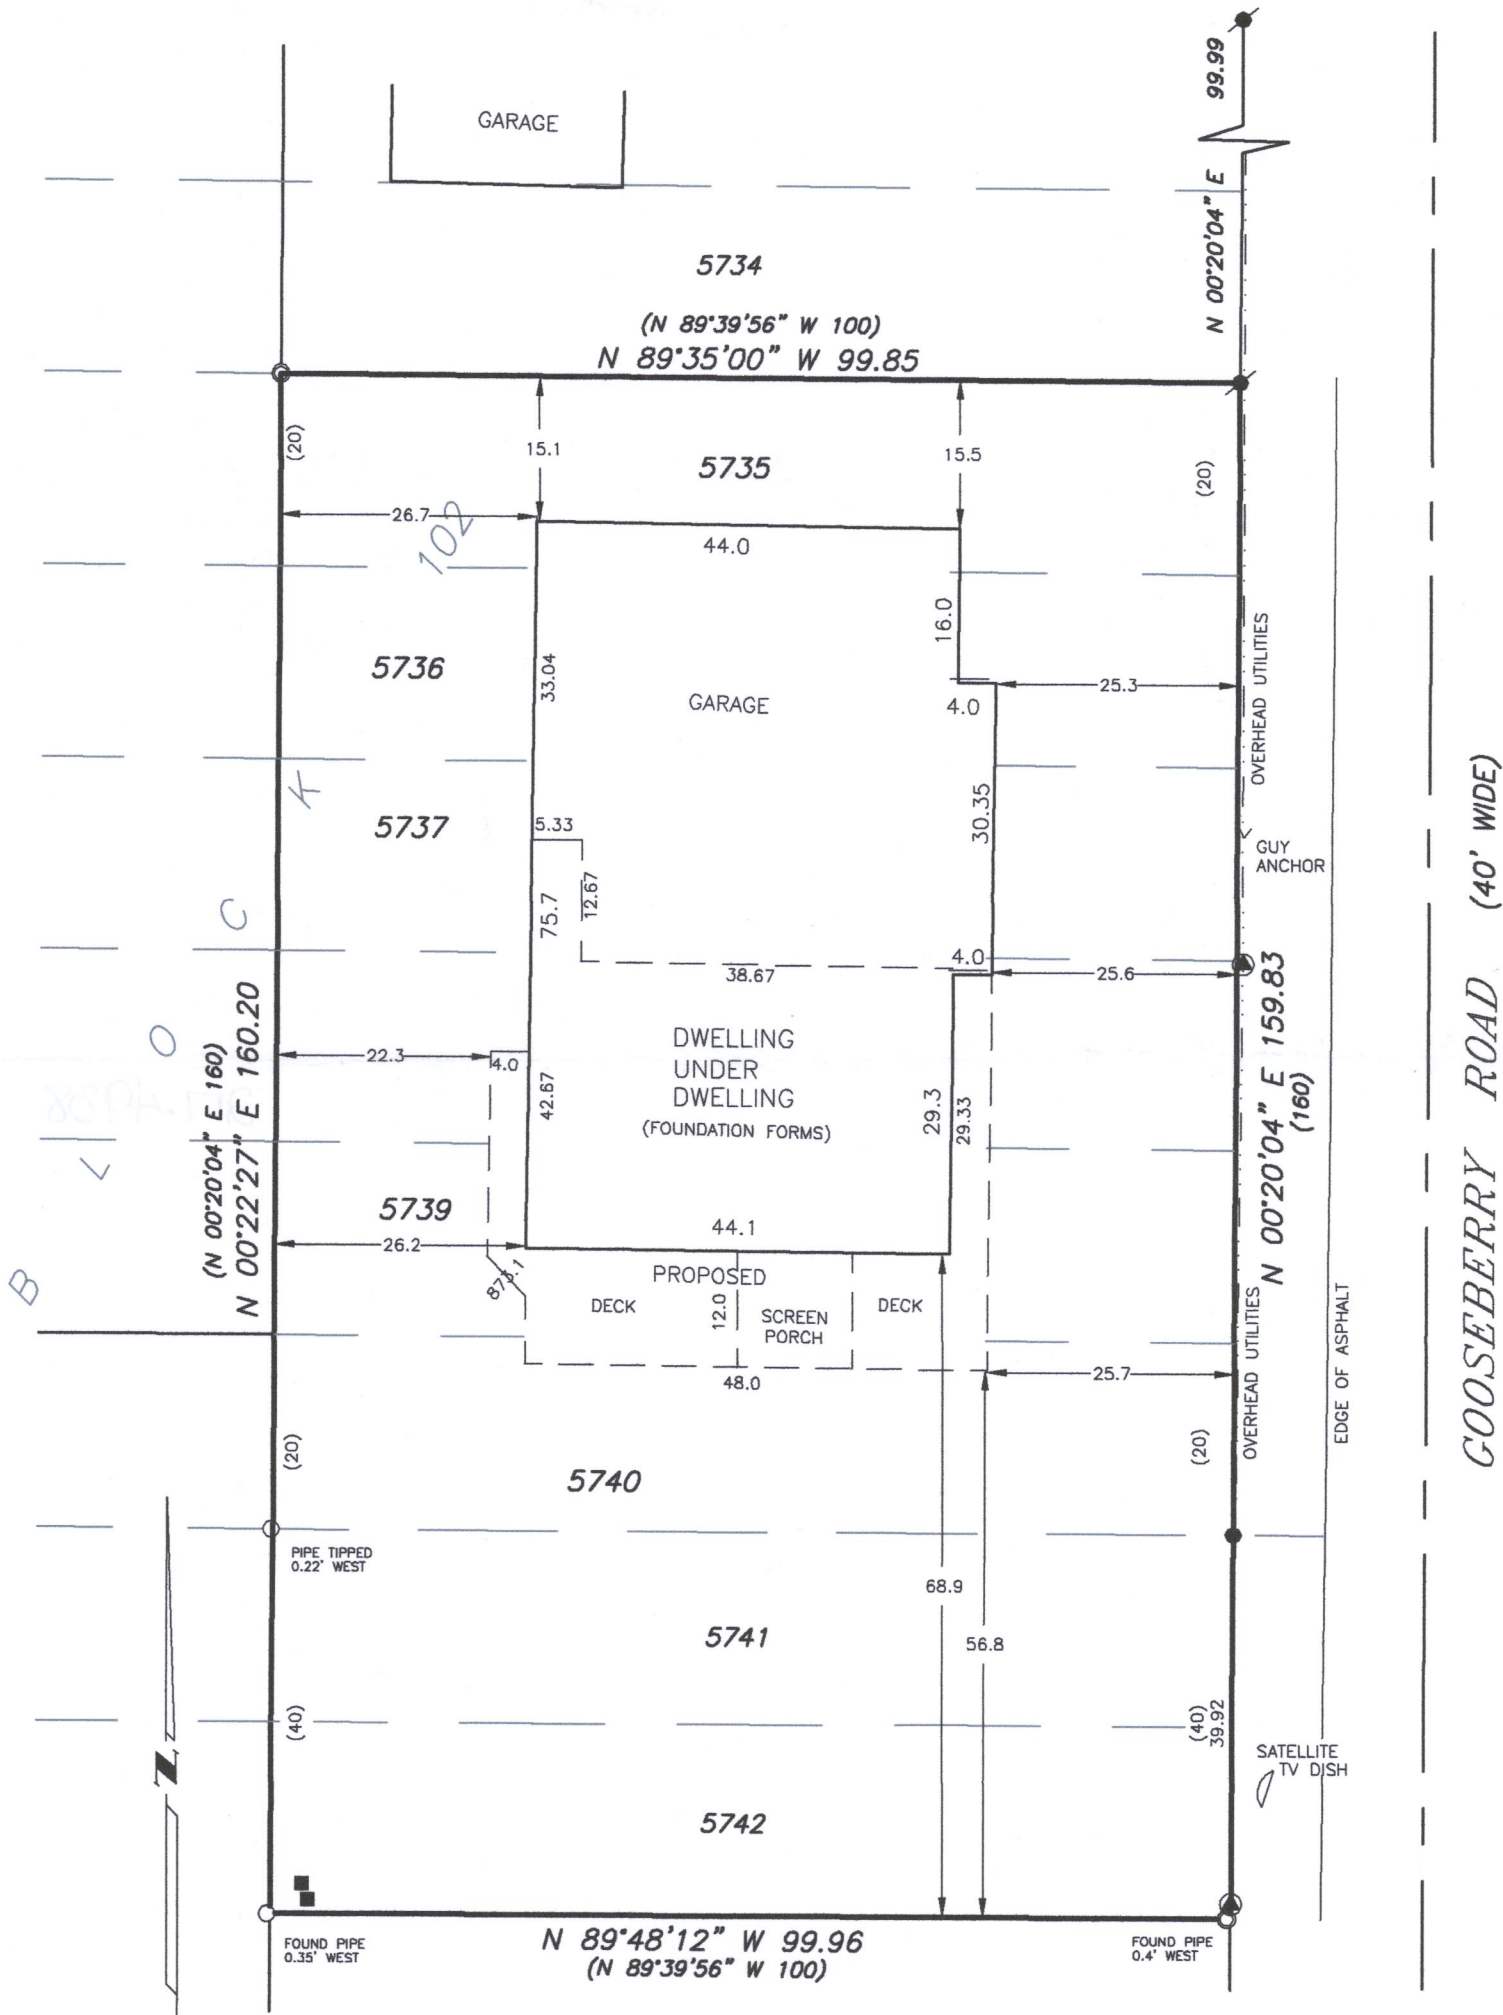 GARAGE
N 00°20'04" E 99.99
5734
(N 89°39'56" W 100)
N 89°35'00" W 99.85
(20)
15.1
5735
15.5
(20)
26.7
102
44.0
16.0
5736
33.04
GARAGE
4.0
25.3
OVERHEAD UTILITIES
K
5737
5.33
30.35
GUY
ANCHOR
(40' WIDE)
C
75.7
12.67
38.67
4.0
25.6
O
(N 00°20'04" E 160)
N 00°22'27" E 160.20
22.3
4.0
DWELLING
UNDER
DWELLING
(FOUNDATION FORMS)
42.67
29.3
29.33
N 00°20'04" E 159.83
(160)
GOOSEBERRY ROAD
L
5739
26.2
44.1
B
PROPOSED
DECK
12.0
SCREEN
PORCH
DECK
48.0
25.7
OVERHEAD UTILITIES
EDGE OF ASPHALT
(20)
5740
(20)
PIPE TIPPED
0.22' WEST
68.9
5741
56.8
(40)
(40)
39.92
SATELLITE
TV DISH
Z
5742
FOUND PIPE
0.35' WEST
N 89°48'12" W 99.96
(N 89°39'56" W 100)
FOUND PIPE
0.4' WEST